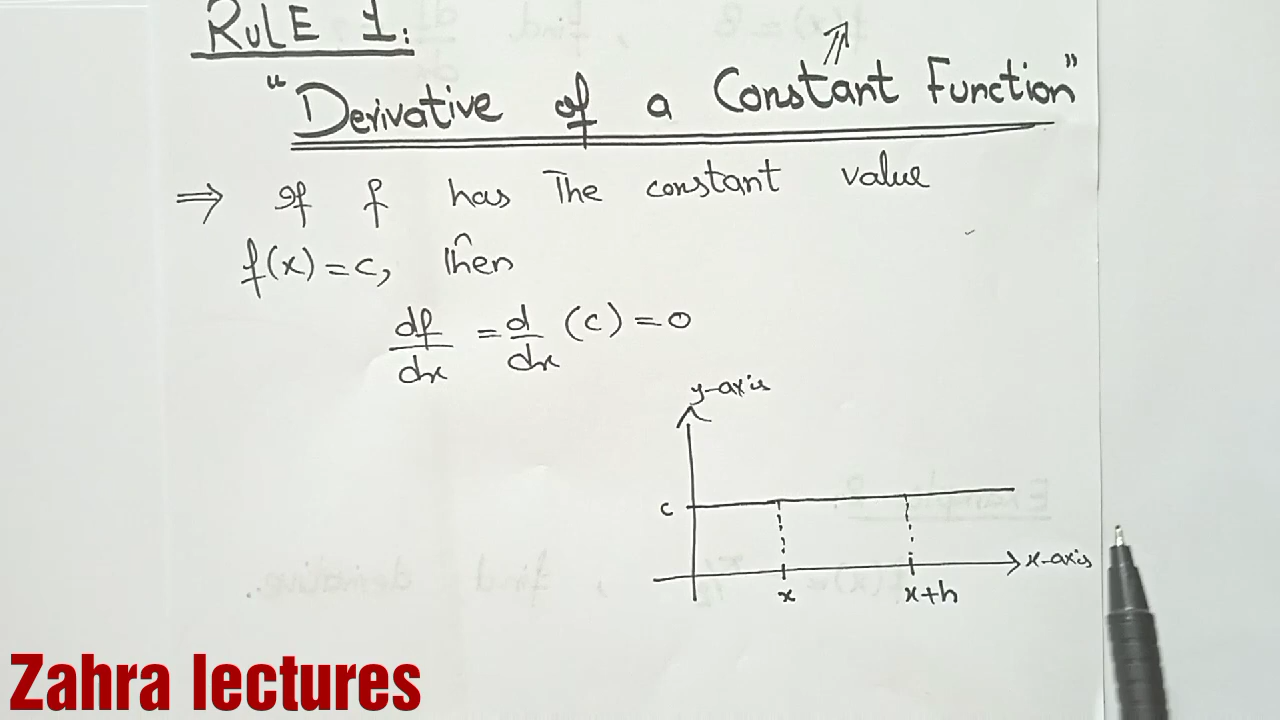 RULE 1:
"Derivative of a Constant Function"
⇒ If f has The constant value
f(x) = c, Then
df/dx = d/dx (c) = 0
y-axis
c
x-axis
x x+h
Zahra lectures